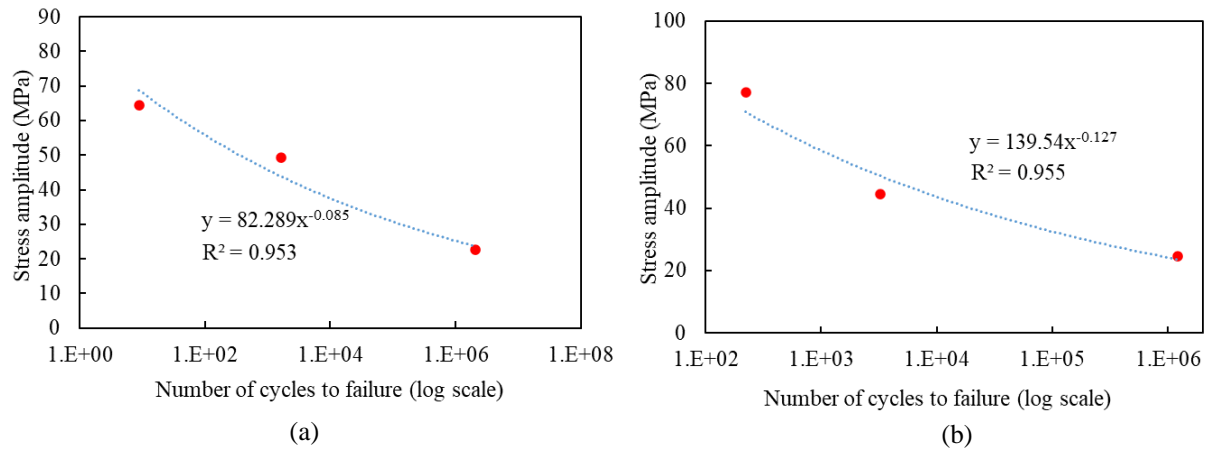 90
80
70
60
50
40
30
20
10
0
Stress amplitude (MPa)
y = 82.289x^-0.085
R² = 0.953
1.E+00 1.E+02 1.E+04 1.E+06 1.E+08
Number of cycles to failure (log scale)
(a)
100
80
60
40
20
0
Stress amplitude (MPa)
y = 139.54x^-0.127
R² = 0.955
1.E+02 1.E+03 1.E+04 1.E+05 1.E+06
Number of cycles to failure (log scale)
(b)